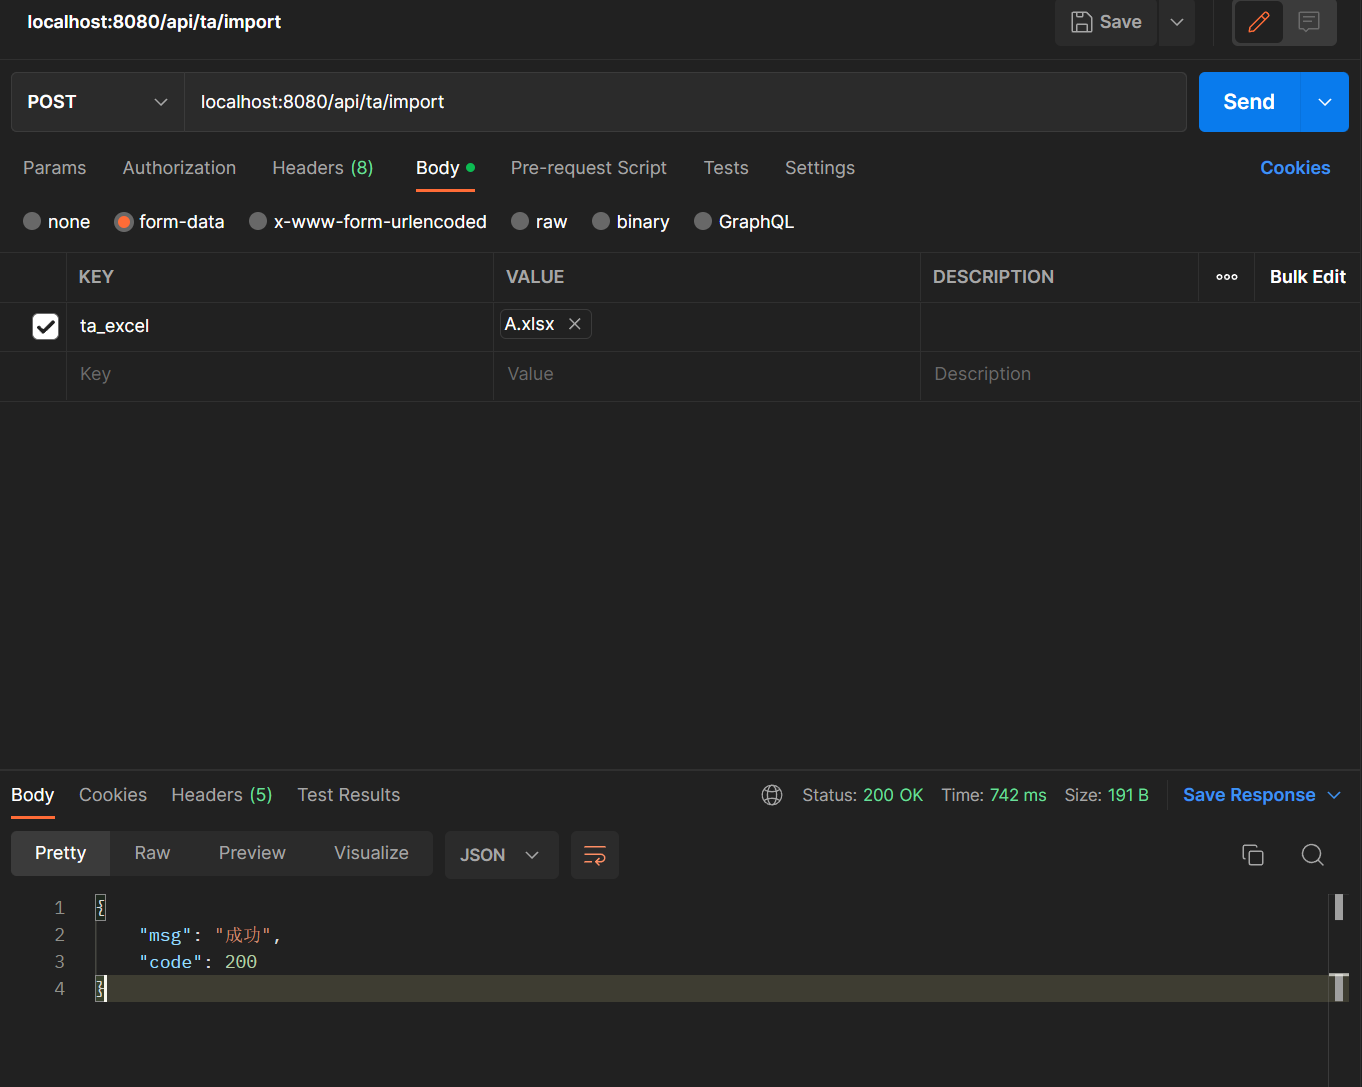 localhost:8080/api/ta/import
Save
POST
localhost:8080/api/ta/import
Send
Params Authorization Headers (8) Body Pre-request Script Tests Settings Cookies
none form-data x-www-form-urlencoded raw binary GraphQL
KEY VALUE DESCRIPTION ooo Bulk Edit
ta_excel A.xlsx
Key Value Description
Body Cookies Headers (5) Test Results Status: 200 OK Time: 742 ms Size: 191 B Save Response
Pretty Raw Preview Visualize JSON
1 {
2 "msg": "成功",
3 "code": 200
4 }